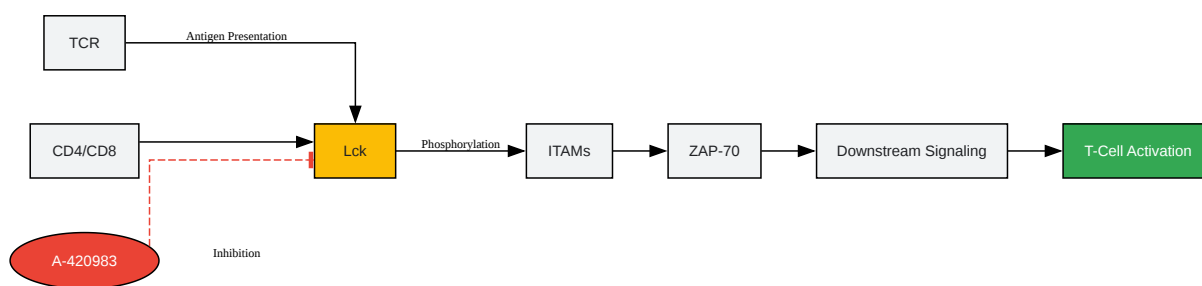 TCR
Antigen Presentation
CD4/CD8
Lck
Phosphorylation
ITAMs
ZAP-70
Downstream Signaling
T-Cell Activation
A-420983
Inhibition